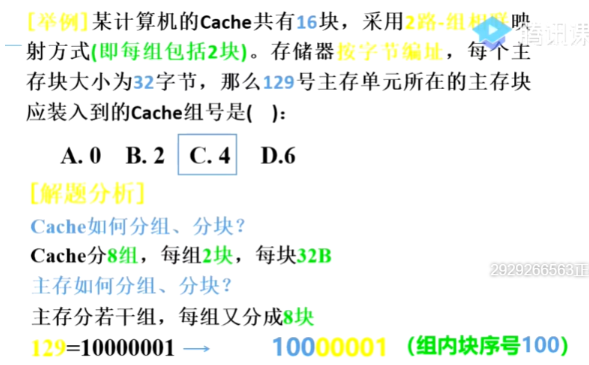 [举例]某计算机的Cache共有16块，采用2路-组相联映
射方式(即每组包括2块)。存储器按字节编址，每个主
存块大小为32字节，那么129号主存单元所在的主存块
应装入到的Cache组号是(   )：
A. 0   B. 2   C. 4   D.6
[解题分析]
Cache如何分组、分块？
Cache分8组，每组2块，每块32B
主存如何分组、分块？
主存分若干组，每组又分成8块
129=10000001 → 10000001 （组内块序号100）
腾讯课
2929266563正